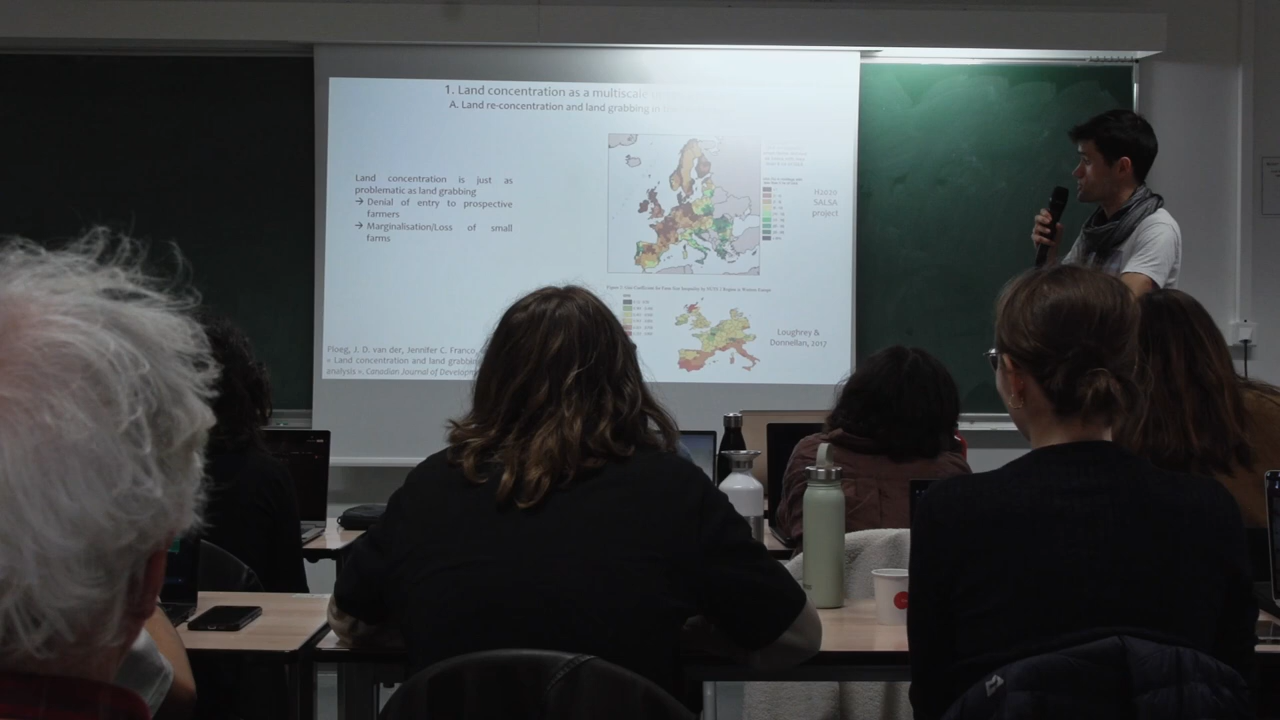 1. Land concentration as a multiscale
A. Land re-concentration and land grabbing in
Land concentration is just as
problematic as land grabbing
→ Denial of entry to prospective
farmers
→ Marginalisation/Loss of small
farms
H2020
SALSA
project
Loughrey &
Donnellan, 2017
Ploeg, J. D. van der, Jennifer C. Franco,
« Land concentration and land grabbing
analysis ». Canadian Journal of Developm